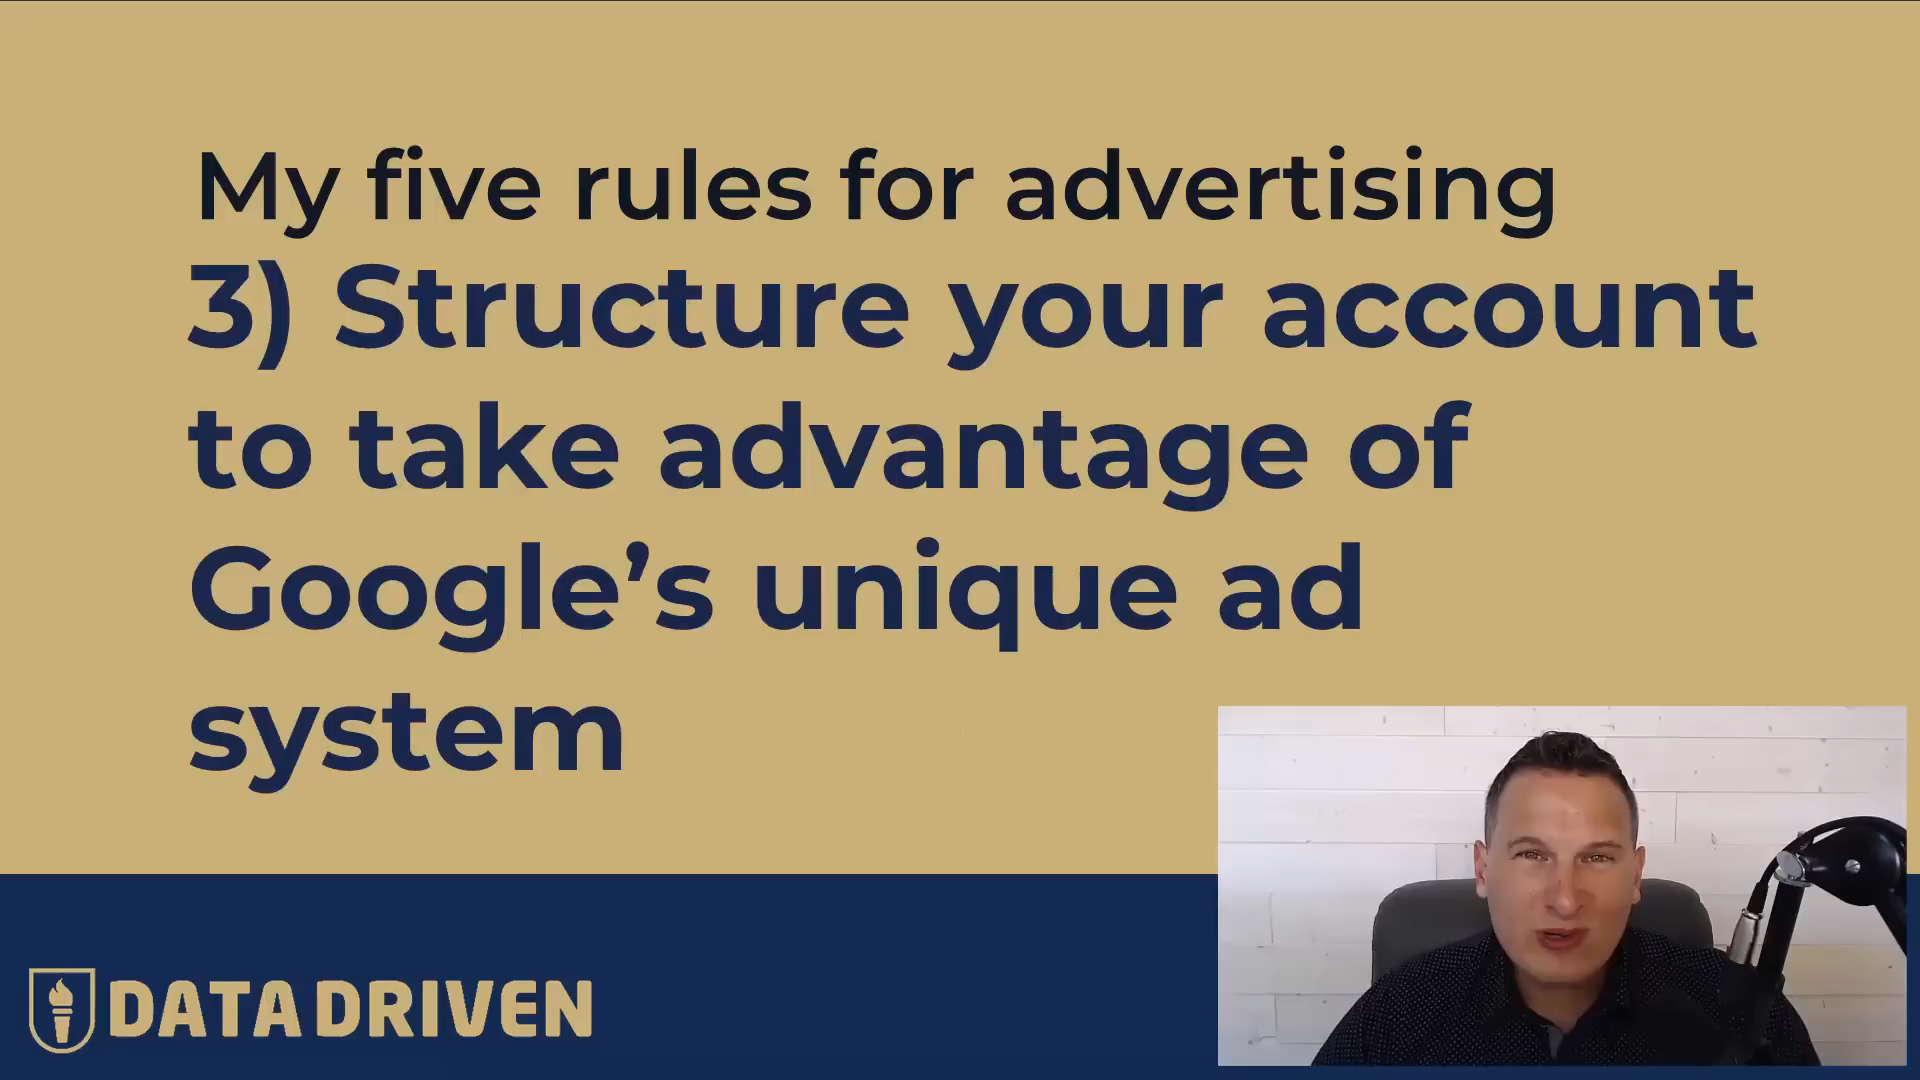 My five rules for advertising
3) Structure your account
to take advantage of
Google’s unique ad
system
DATA DRIVEN